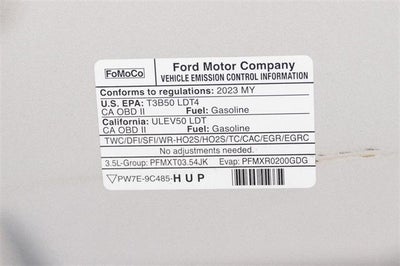 FoMoCo
Ford Motor Company
VEHICLE EMISSION CONTROL INFORMATION
Conforms to regulations: 2023 MY
U.S. EPA: T3B50 LDT4
CA OBD II Fuel: Gasoline
California: ULEV50 LDT
CA OBD II Fuel: Gasoline
TWC/DFI/SFI/WR-HO2S/HO2S/TC/CAC/EGR/EGRC
No adjustments needed.
3.5L-Group: PFMXT03.54JK Evap: PFMXR0200GDG
PW7E-9C485-HUP